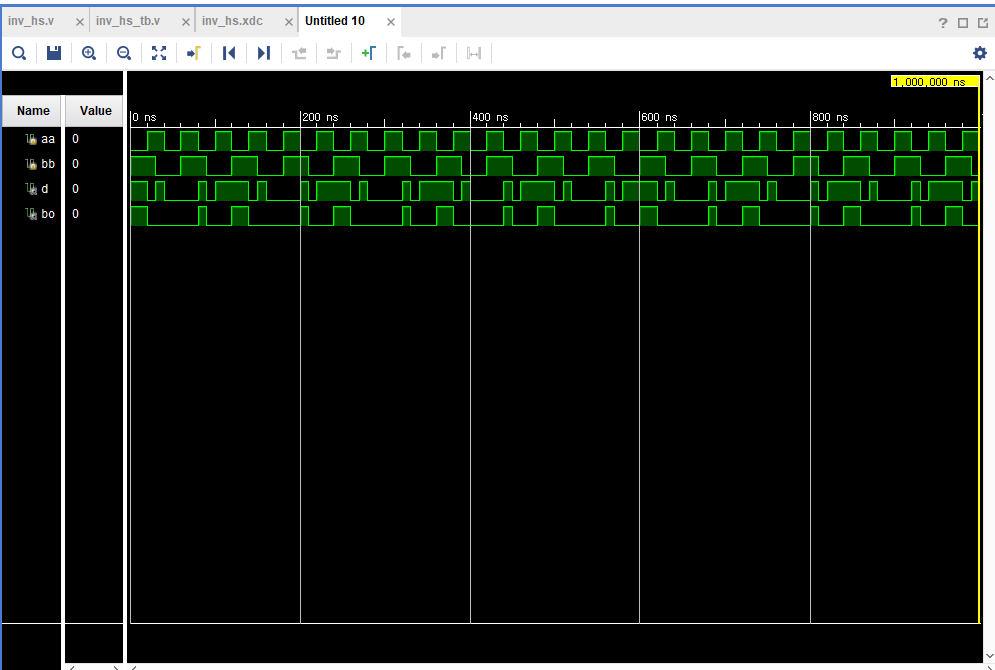 inv_hs.v × inv_hs_tb.v × inv_hs.xdc × Untitled 10 ×
?
1,000,000 ns
Name Value
0 ns 200 ns 400 ns 600 ns 800 ns
aa 0
bb 0
d 0
bo 0